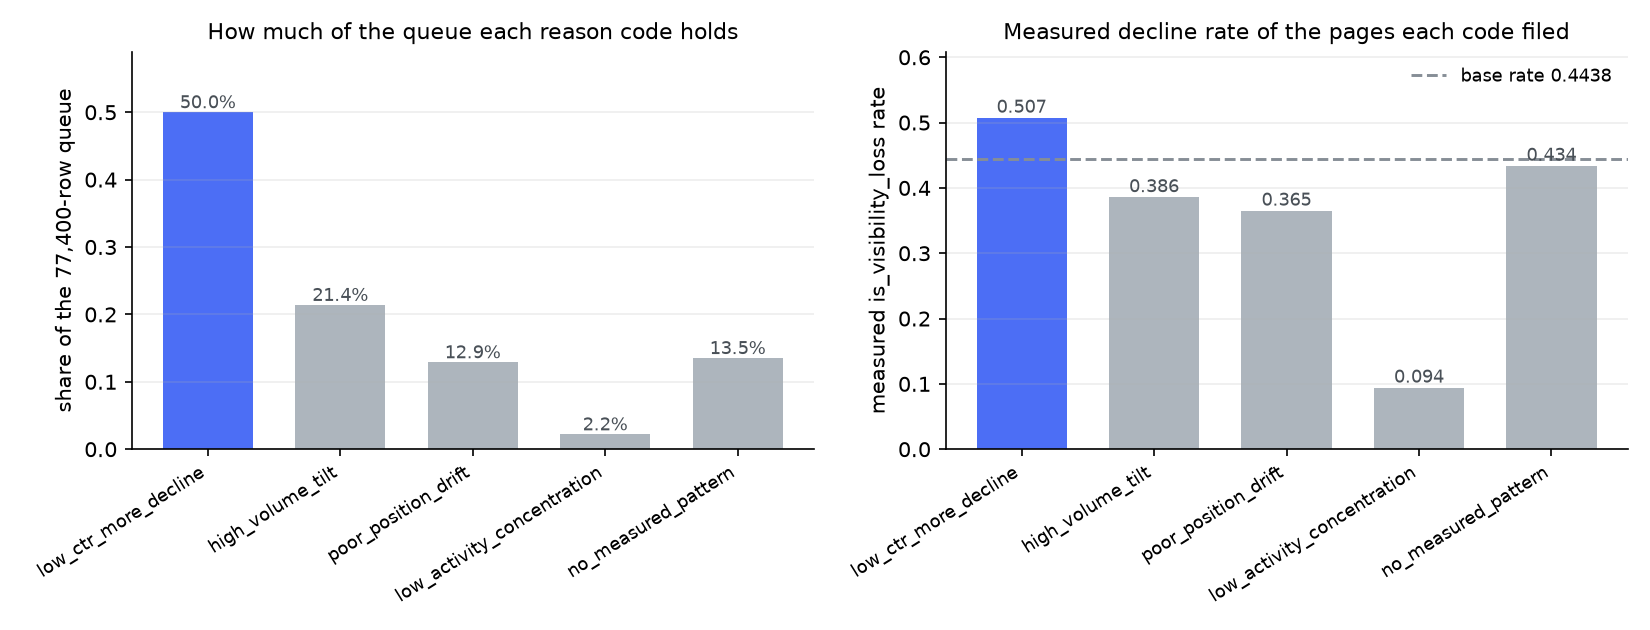 How much of the queue each reason code holds
share of the 77,400-row queue
0.5
0.4
0.3
0.2
0.1
0.0
50.0%
21.4%
12.9%
2.2%
13.5%
low_ctr_more_decline
high_volume_tilt
poor_position_drift
low_activity_concentration
no_measured_pattern
Measured decline rate of the pages each code filed
measured is_visibility_loss rate
0.6
0.5
0.4
0.3
0.2
0.1
0.0
base rate 0.4438
0.507
0.386
0.365
0.094
0.434
low_ctr_more_decline
high_volume_tilt
poor_position_drift
low_activity_concentration
no_measured_pattern